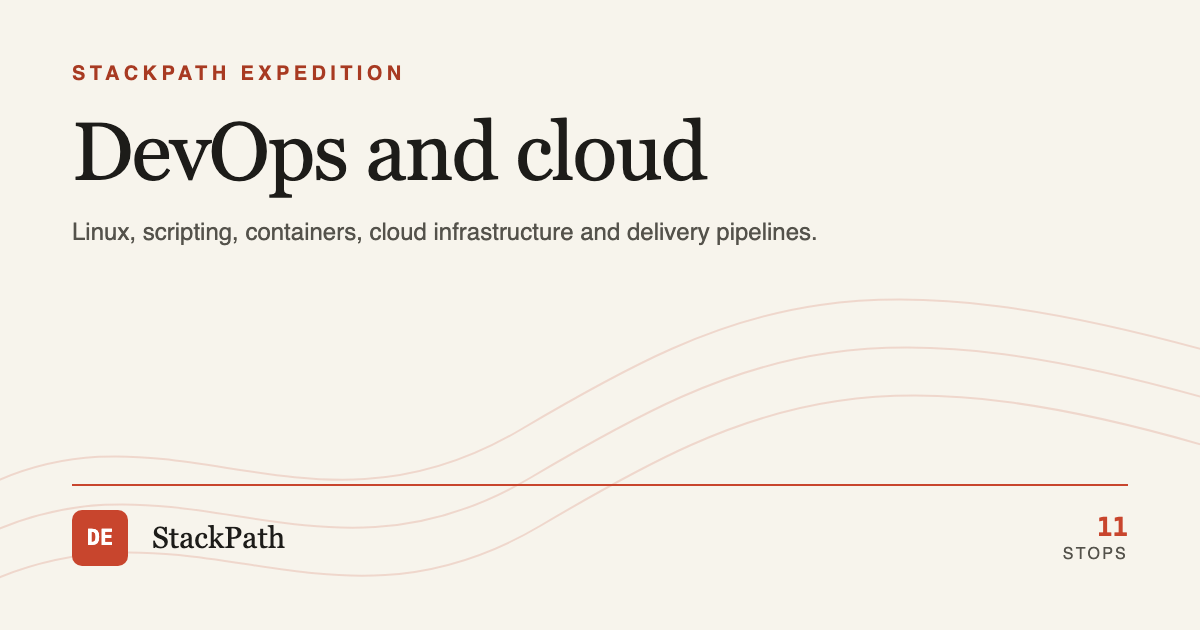 STACKPATH EXPEDITION
DevOps and cloud
Linux, scripting, containers, cloud infrastructure and delivery pipelines.
DE
StackPath
11
STOPS